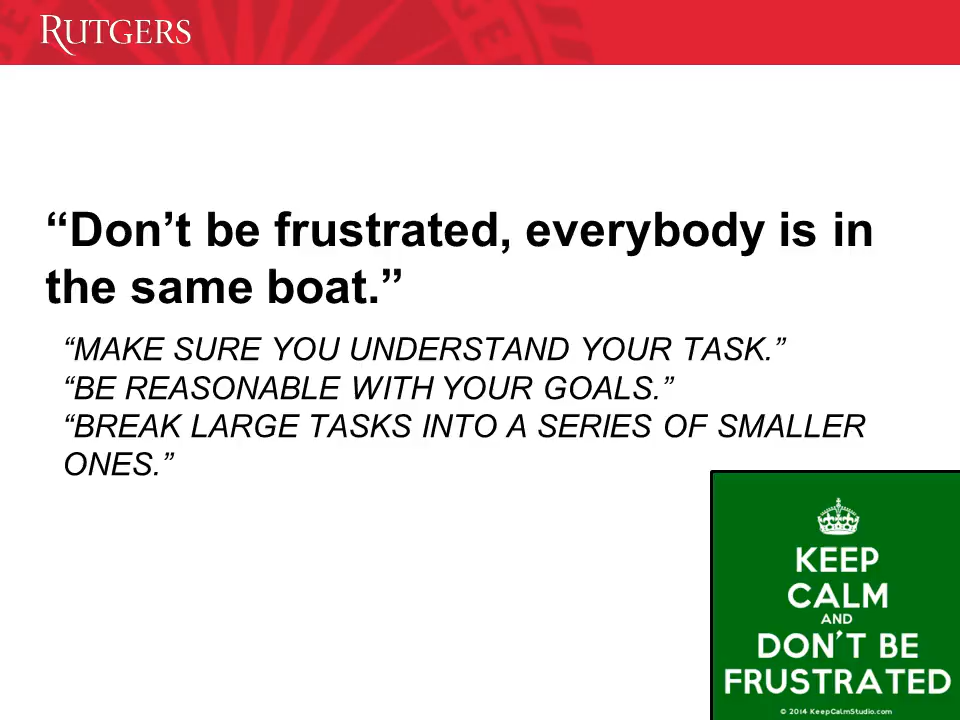 RUTGERS
“Don’t be frustrated, everybody is in
the same boat.”
“MAKE SURE YOU UNDERSTAND YOUR TASK.”
“BE REASONABLE WITH YOUR GOALS.”
“BREAK LARGE TASKS INTO A SERIES OF SMALLER
ONES.”
KEEP
CALM
AND
DON’T BE
FRUSTRATED
© 2014 KeepCalmStudio.com